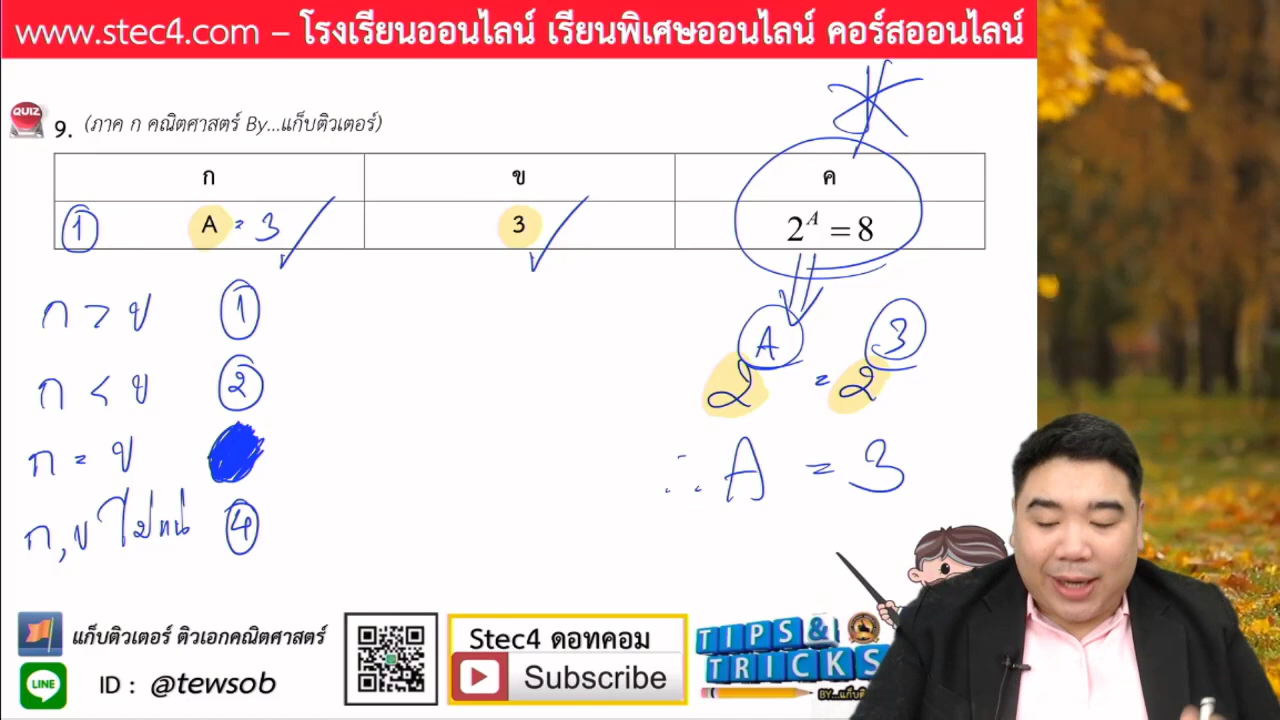 www.stec4.com – โรงเรียนออนไลน์ เรียนพิเศษออนไลน์ คอร์สออนไลน์
QUIZ
9. (ภาค ก คณิตศาสตร์ By...แก็บติวเตอร์)
ก ข ค
① A = 3 3 2^A = 8
ก > ข ①
ก < ข ②
ก = ข
ก, ข ไม่แน่ ④
2^A = 2^3
∴ A = 3
แก็บติวเตอร์ ติวเอกคณิตศาสตร์
LINE ID : @tewsob
Stec4 ดอทคอม
Subscribe
TIPS &
TRICKS